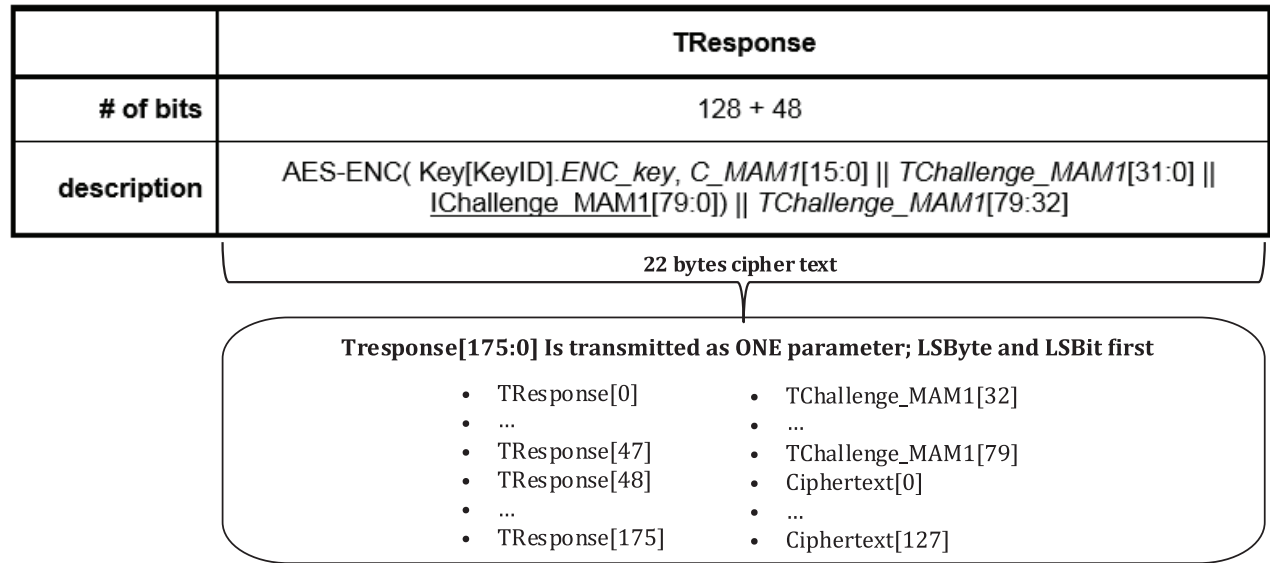 TResponse
# of bits
128 + 48
description
AES-ENC( Key[KeyID].ENC_key, C_MAM1[15:0] || TChallenge_MAM1[31:0] ||
IChallenge_MAM1[79:0]) || TChallenge_MAM1[79:32]
22 bytes cipher text
Tresponse[175:0] Is transmitted as ONE parameter; LSByte and LSBit first
• TResponse[0]
• ...
• TResponse[47]
• TResponse[48]
• ...
• TResponse[175]
• TChallenge_MAM1[32]
• ...
• TChallenge_MAM1[79]
• Ciphertext[0]
• ...
• Ciphertext[127]